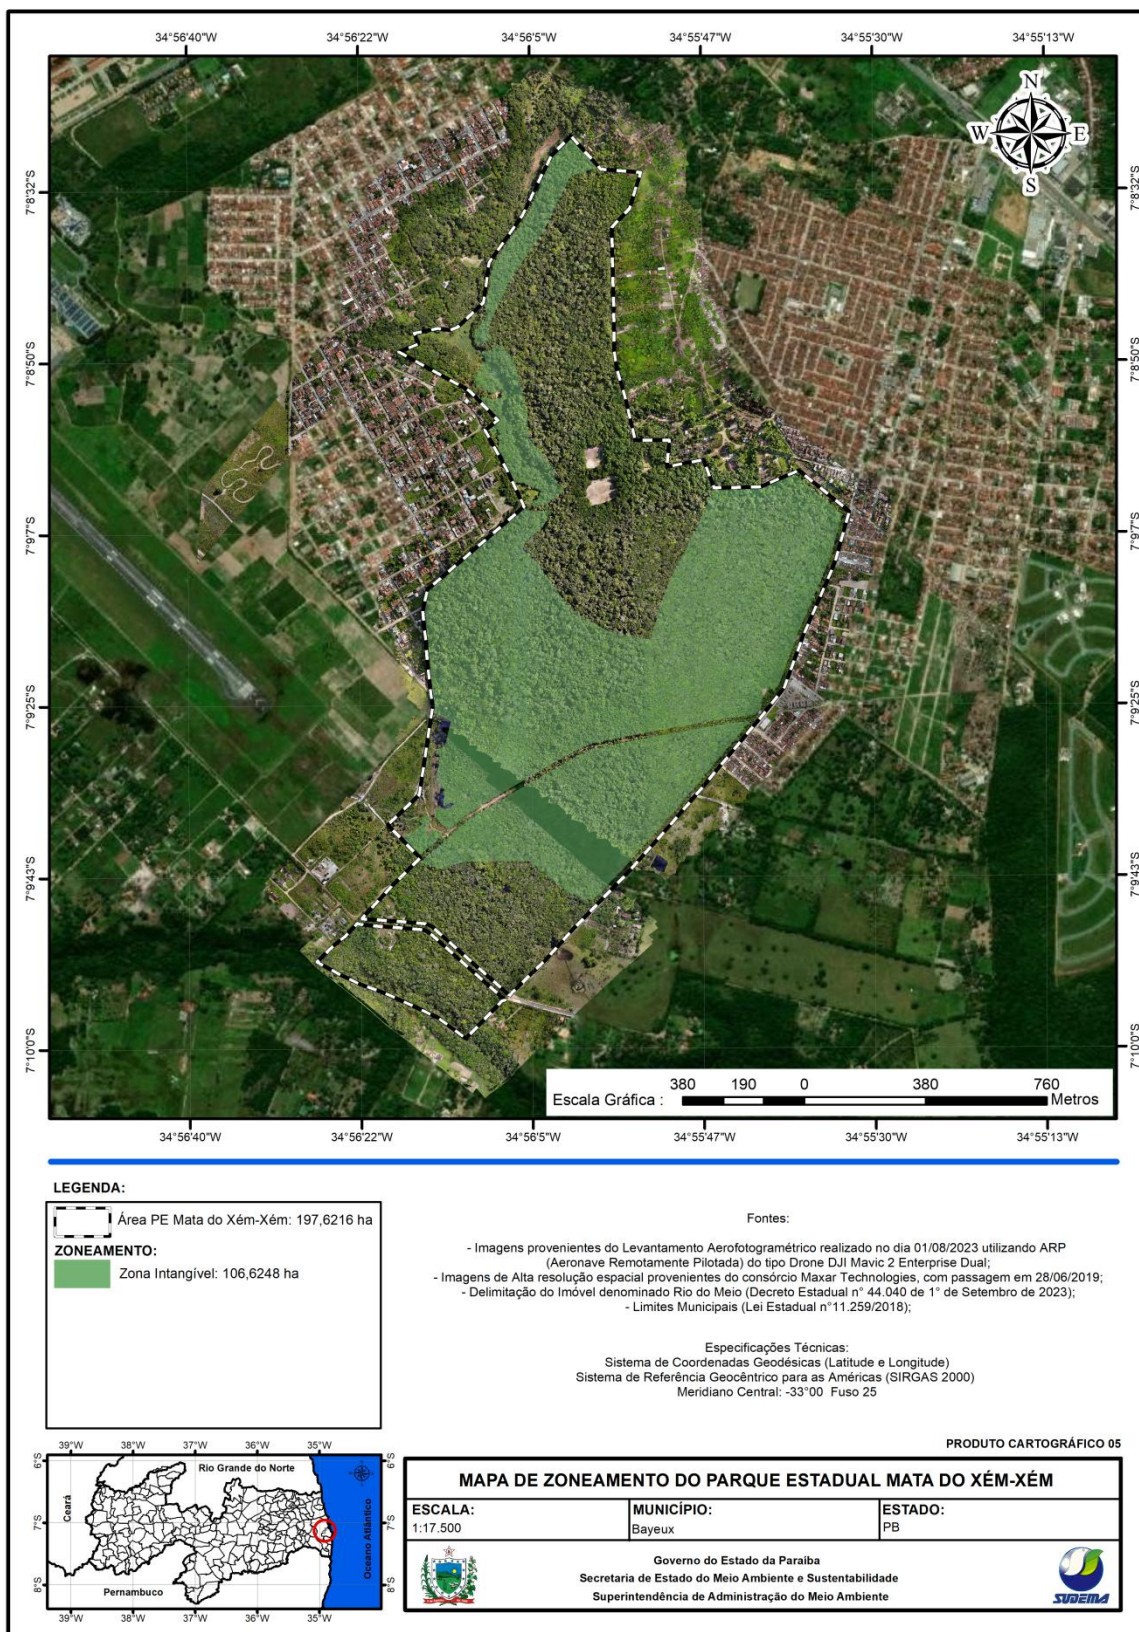 34°56'40"W 34°56'22"W 34°56'5"W 34°55'47"W 34°55'30"W 34°55'13"W
N
W E
S
7°8'32"S 7°8'32"S
7°8'50"S 7°8'50"S
7°9'7"S 7°9'7"S
7°9'25"S 7°9'25"S
7°9'43"S 7°9'43"S
7°10'0"S 7°10'0"S
380 190 0 380 760
Escala Gráfica : Metros
34°56'40"W 34°56'22"W 34°56'5"W 34°55'47"W 34°55'30"W 34°55'13"W
LEGENDA:
Área PE Mata do Xém-Xém: 197,6216 ha
ZONEAMENTO:
Zona Intangível: 106,6248 ha
Fontes:
- Imagens provenientes do Levantamento Aerofotogramétrico realizado no dia 01/08/2023 utilizando ARP
(Aeronave Remotamente Pilotada) do tipo Drone DJI Mavic 2 Enterprise Dual;
- Imagens de Alta resolução espacial provenientes do consórcio Maxar Technologies, com passagem em 28/06/2019;
- Delimitação do Imóvel denominado Rio do Meio (Decreto Estadual n° 44.040 de 1° de Setembro de 2023);
- Limites Municipais (Lei Estadual n°11.259/2018);
Especificações Técnicas:
Sistema de Coordenadas Geodésicas (Latitude e Longitude)
Sistema de Referência Geocêntrico para as Américas (SIRGAS 2000)
Meridiano Central: -33°00 Fuso 25
PRODUTO CARTOGRÁFICO 05
39°W 38°W 37°W 36°W 35°W
6°S 6°S
Rio Grande do Norte
Ceará
7°S 7°S
Oceano Atlântico
Pernambuco
8°S 8°S
39°W 38°W 37°W 36°W 35°W
MAPA DE ZONEAMENTO DO PARQUE ESTADUAL MATA DO XÉM-XÉM
ESCALA: MUNICÍPIO: ESTADO:
1:17.500 Bayeux PB
Governo do Estado da Paraíba
Secretaria de Estado do Meio Ambiente e Sustentabilidade
Superintendência de Administração do Meio Ambiente
SUDEMA